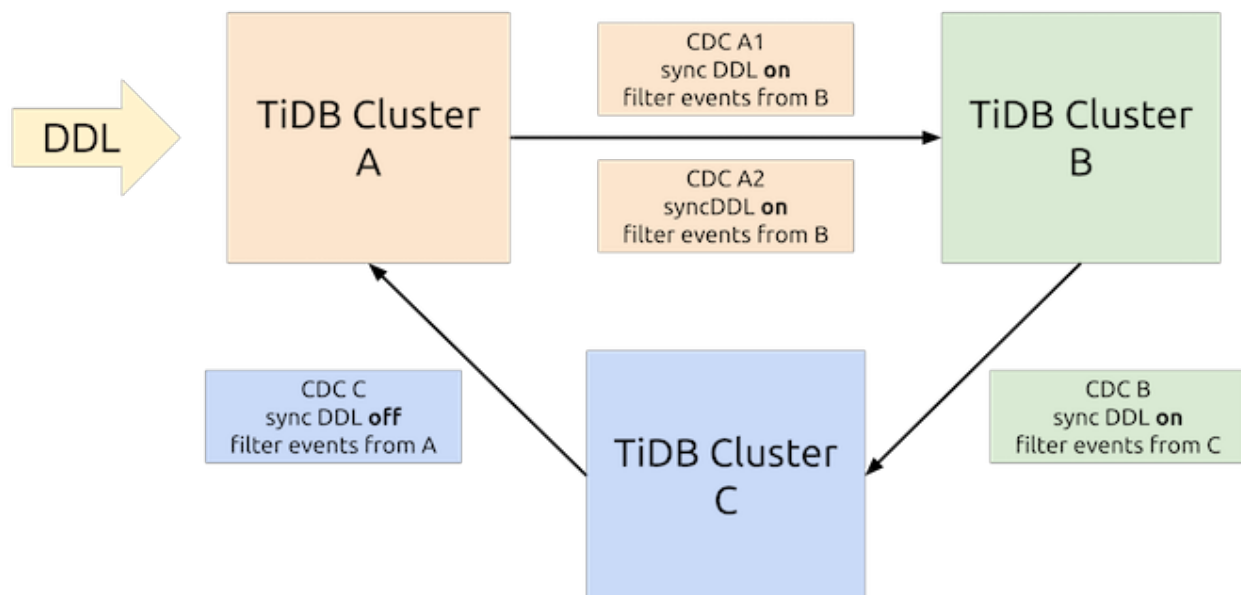 DDL
TiDB Cluster
A
CDC A1
sync DDL on
filter events from B
CDC A2
syncDDL on
filter events from B
TiDB Cluster
B
CDC C
sync DDL off
filter events from A
TiDB Cluster
C
CDC B
sync DDL on
filter events from C